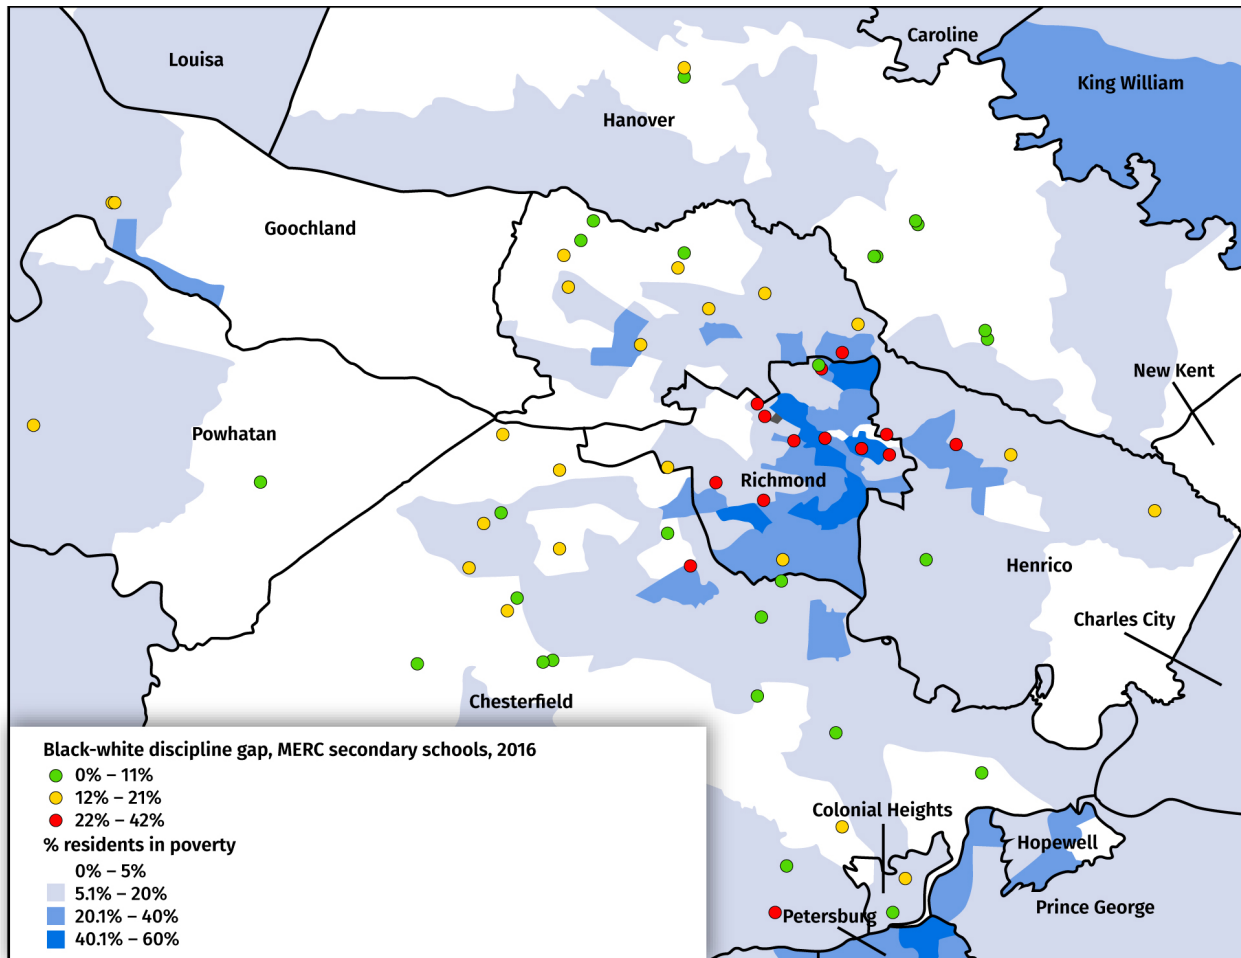 Louisa
Caroline
King William
Hanover
Goochland
New Kent
Powhatan
Richmond
Henrico
Charles City
Chesterfield
Colonial Heights
Hopewell
Prince George
Petersburg
Black-white discipline gap, MERC secondary schools, 2016
0% – 11%
12% – 21%
22% – 42%
% residents in poverty
0% – 5%
5.1% – 20%
20.1% – 40%
40.1% – 60%